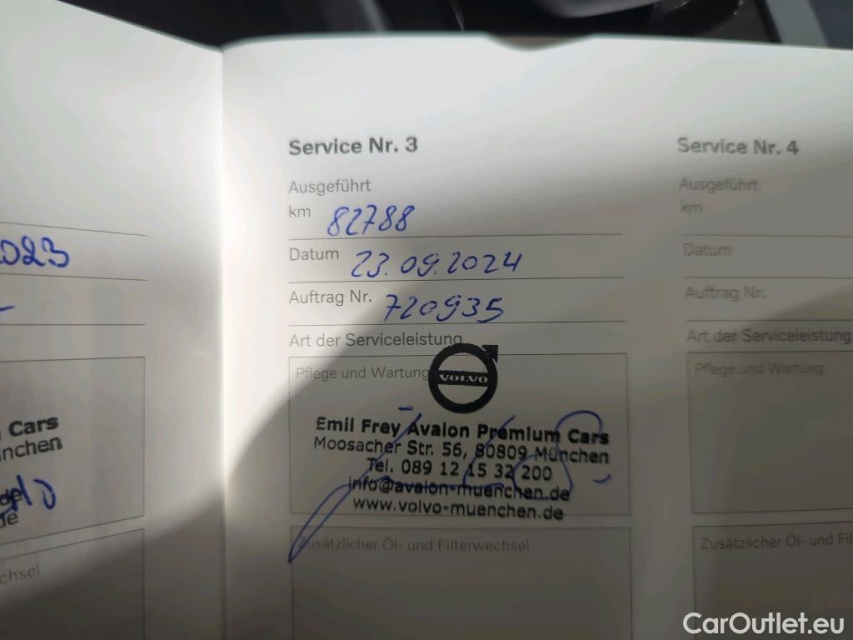 2023
Cars
nchen
chsel
Service Nr. 3
Ausgeführt
km 82788
Datum 23.09.2024
Auftrag Nr. 720935
Art der Serviceleistung
Pflege und Wartung
VOLVO
Emil Frey Avalon Premium Cars
Moosacher Str. 56, 80809 München
Tel. 089 12 15 32 200
info@avalon-muenchen.de
www.volvo-muenchen.de
Zusätzlicher Öl- und Filterwechsel
Service Nr. 4
Ausgeführt
km
Datum
Auftrag Nr.
Art der Serviceleistung
Pflege und Wartung
Zusätzlicher Öl- und Fil
CarOutlet.eu